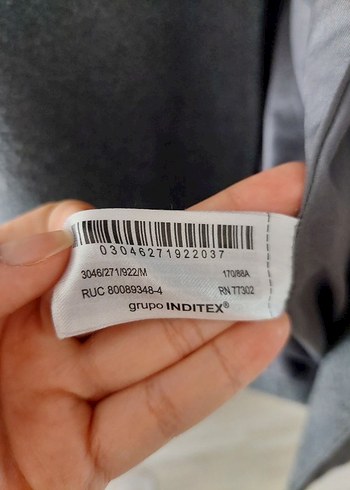 03046271922037
3046/271/922/M 170/88A
RUC 80089348-4 RN 77302
grupo INDITEX®